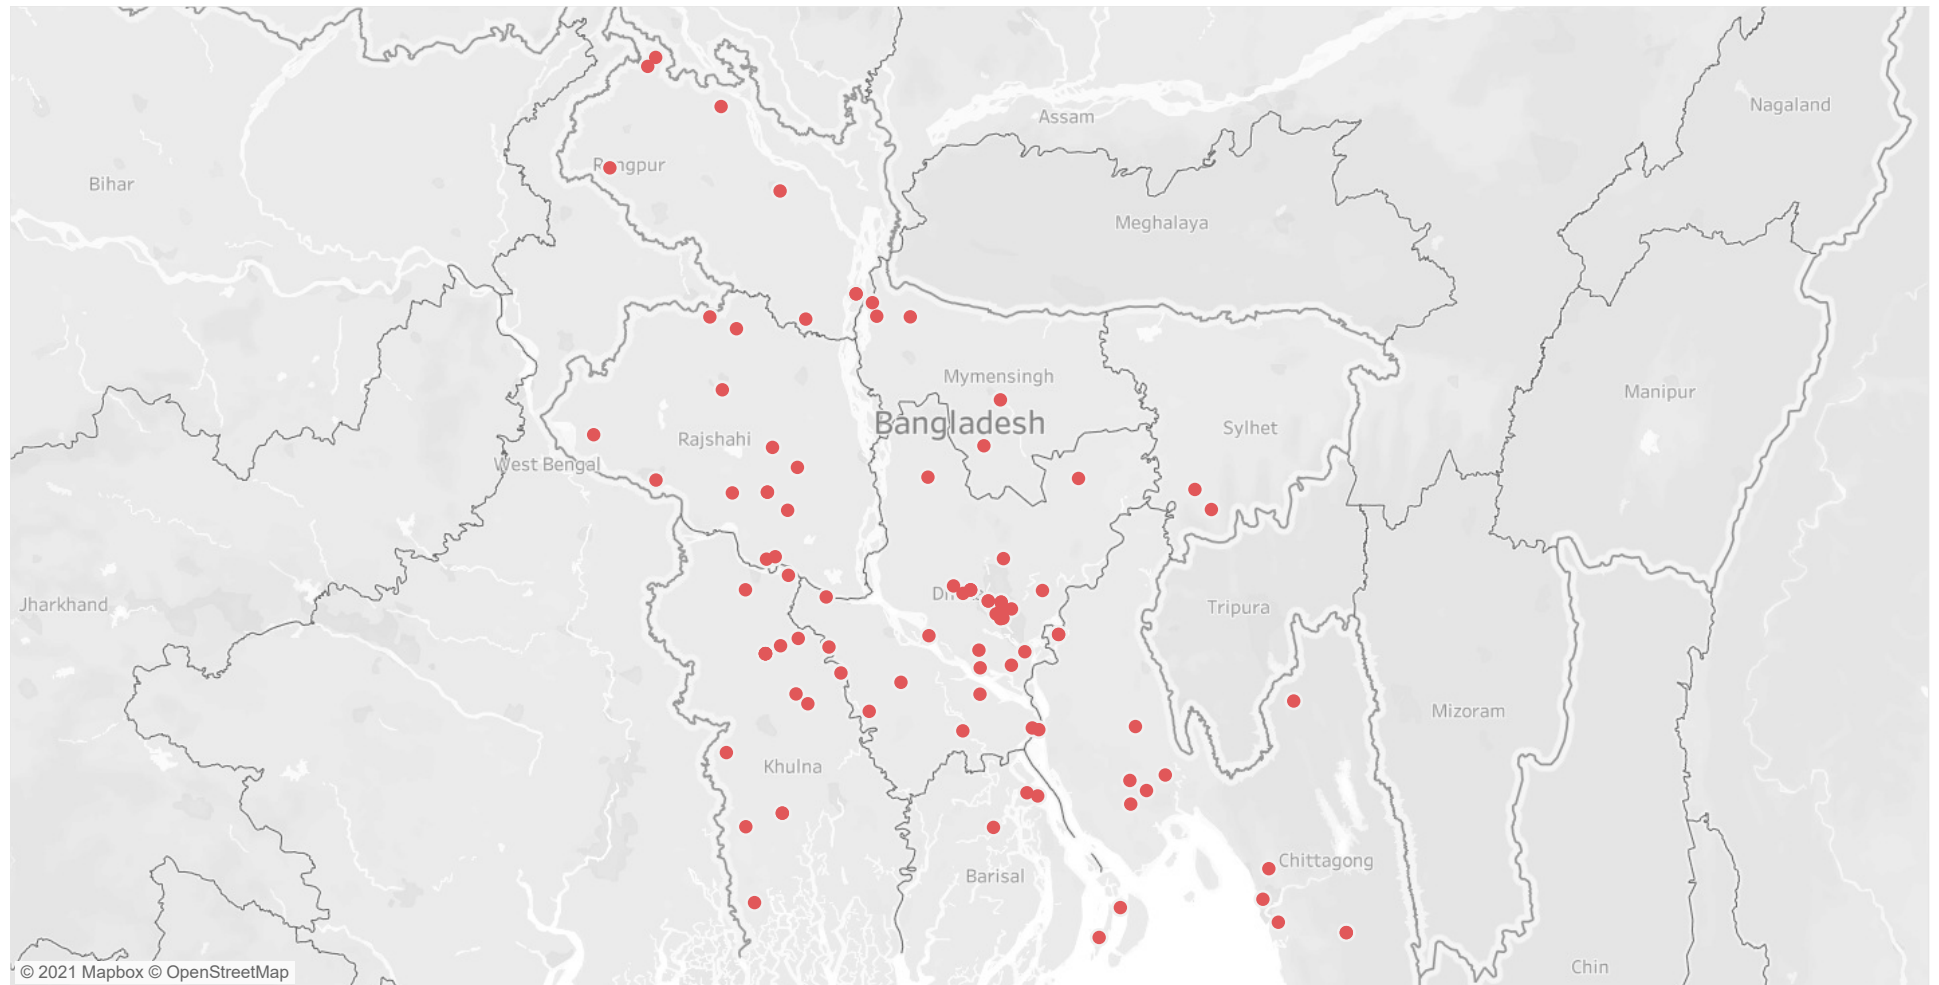 Assam
Nagaland
Rangpur
Bihar
Meghalaya
Mymensingh
Manipur
Bangladesh
Sylhet
Rajshahi
West Bengal
Jharkhand
Tripura
Mizoram
Khulna
Chittagong
Barisal
Chin
© 2021 Mapbox © OpenStreetMap